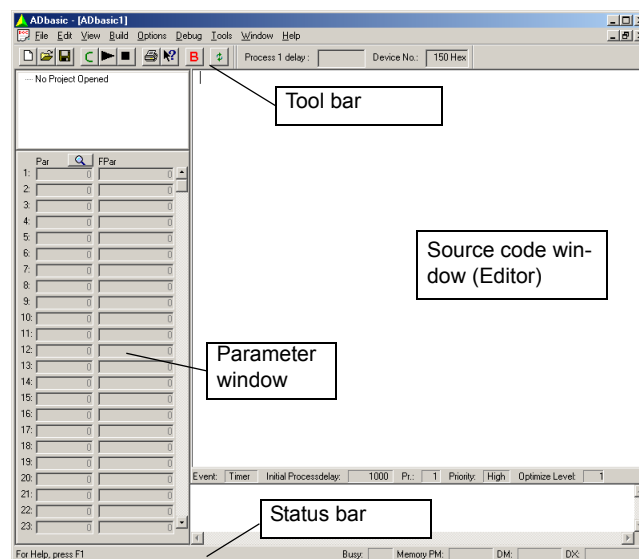 ADbasic - [ADbasic1]
File Edit View Build Options Debug Tools Window Help
C B Process 1 delay : Device No.: 150 Hex
No Project Opened
Tool bar
Par FPar
1: 0 0
2: 0 0
3: 0 0
4: 0 0
5: 0 0
6: 0 0
7: 0 0
8: 0 0
9: 0 0
10: 0 0
11: 0 0
12: 0 0
13: 0 0
14: 0 0
15: 0 0
16: 0 0
17: 0 0
18: 0 0
19: 0 0
20: 0 0
21: 0 0
22: 0 0
23: 0 0
Source code win-
dow (Editor)
Parameter
window
Event: Timer Initial Processdelay: 1000 Pr.: 1 Priority: High Optimize Level: 1
Status bar
For Help, press F1 Busy: Memory PM: DM: DX: